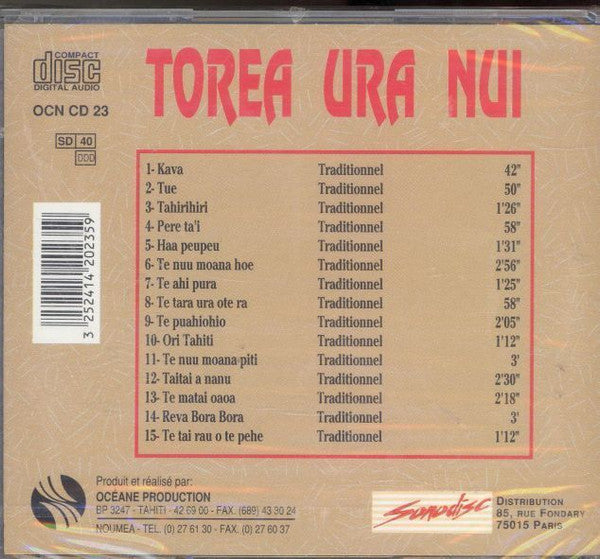 COMPACT
disc
DIGITAL AUDIO
TOREA URA NUI
OCN CD 23
SD 40
DDD
1- Kava Traditionnel 42"
2- Tue Traditionnel 50"
3- Tahirihiri Traditionnel 1'26"
4- Pere ta'i Traditionnel 58"
5- Haa peupeu Traditionnel 1'31"
6- Te nuu moana hoe Traditionnel 2'56"
7- Te ahi pura Traditionnel 1'25"
8- Te tara ura ote ra Traditionnel 58"
9- Te puahiohio Traditionnel 2'05"
10- Ori Tahiti Traditionnel 1'12"
11- Te nuu moana piti Traditionnel 3'
12- Taitai a nanu Traditionnel 2'30"
13- Te matai oaoa Traditionnel 2'18"
14- Reva Bora Bora Traditionnel 3'
15- Te tai rau o te pehe Traditionnel 1'12"
3 252414 202359
Produit et réalisé par:
OCÉANE PRODUCTION
BP 3247 - TAHITI - 42 69 00 - FAX. (689) 43 30 24
NOUMEA - TEL. (0) 27 61 30 - FAX. (0) 27 60 37
Sonodisc
DISTRIBUTION
85, RUE FONDARY
75015 PARIS